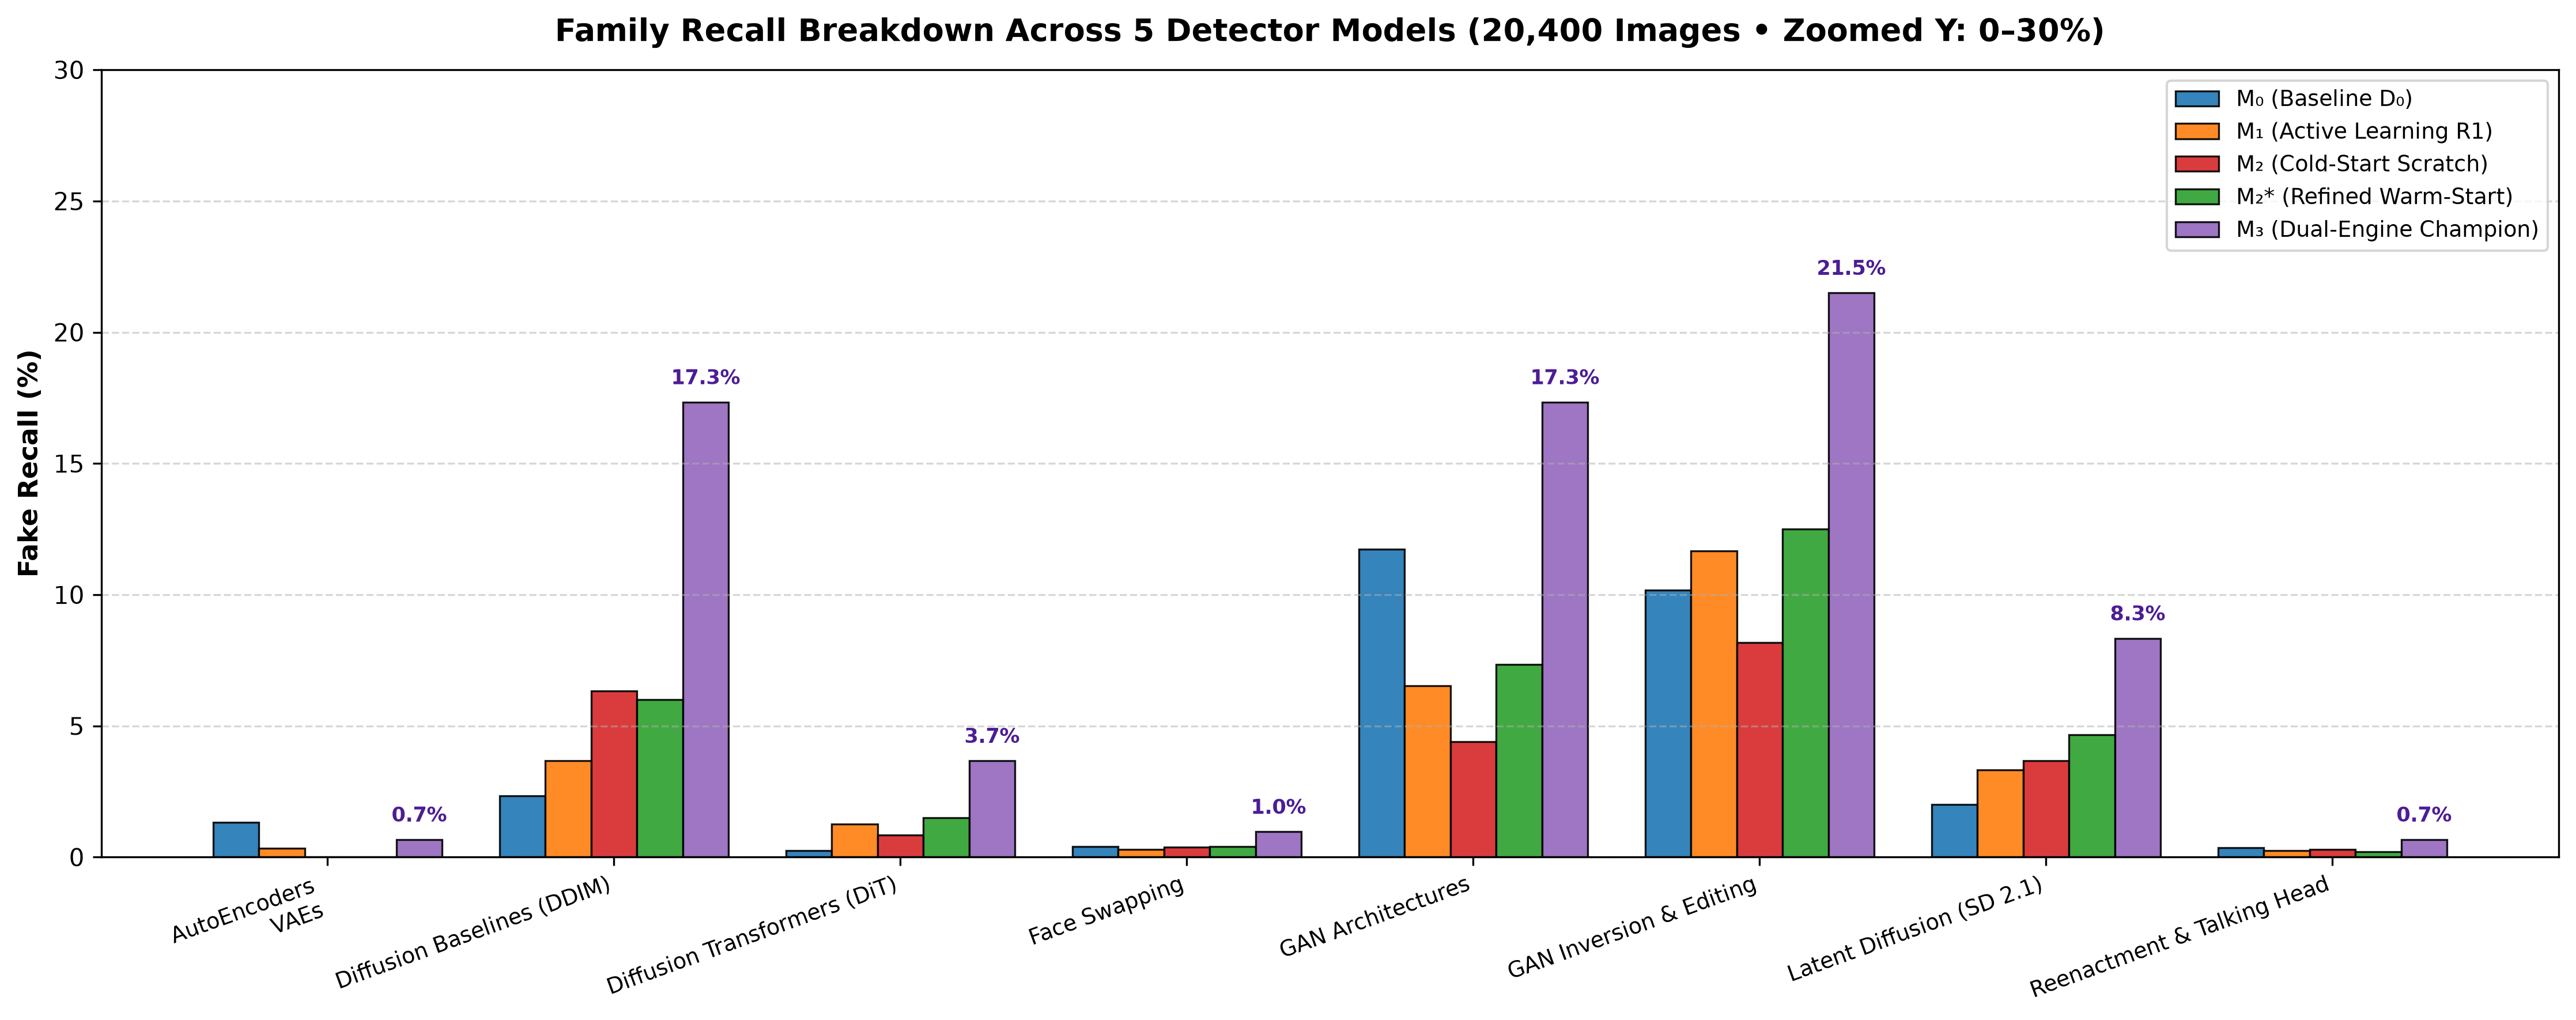 Family Recall Breakdown Across 5 Detector Models (20,400 Images • Zoomed Y: 0–30%)
Fake Recall (%)
30
25
20
15
10
5
0
M₀ (Baseline D₀)
M₁ (Active Learning R1)
M₂ (Cold-Start Scratch)
M₂* (Refined Warm-Start)
M₃ (Dual-Engine Champion)
0.7%
17.3%
3.7%
1.0%
17.3%
21.5%
8.3%
0.7%
AutoEncoders
VAEs
Diffusion Baselines (DDIM)
Diffusion Transformers (DiT)
Face Swapping
GAN Architectures
GAN Inversion & Editing
Latent Diffusion (SD 2.1)
Reenactment & Talking Head